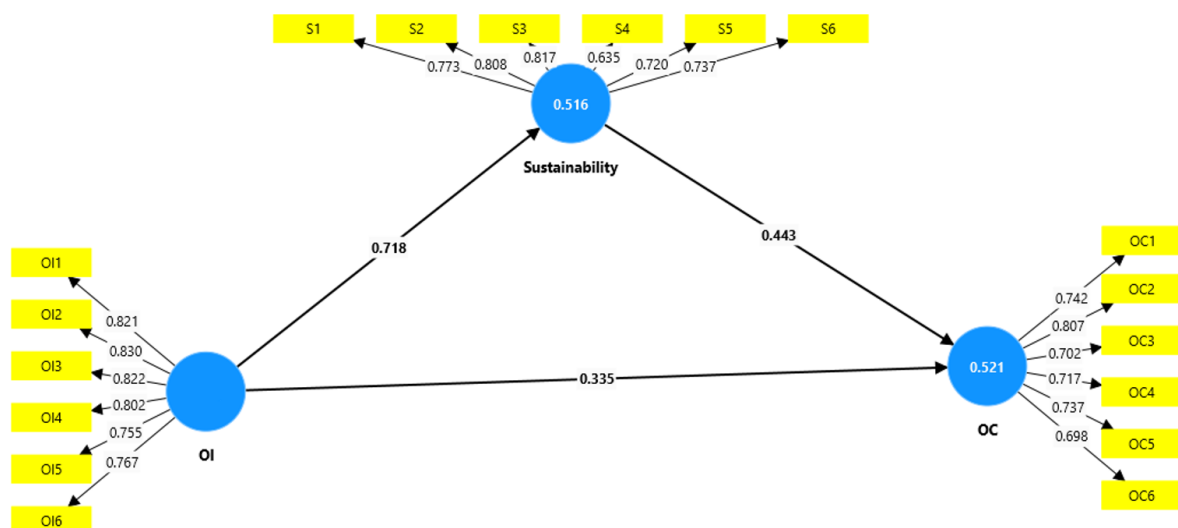 S1
S2
S3
S4
S5
S6
0.773
0.808
0.817
0.635
0.720
0.737
0.516
Sustainability
0.718
0.443
OI1
OI2
OI3
OI4
OI5
OI6
0.821
0.830
0.822
0.802
0.755
0.767
OI
0.335
0.521
OC
0.742
0.807
0.702
0.717
0.737
0.698
OC1
OC2
OC3
OC4
OC5
OC6